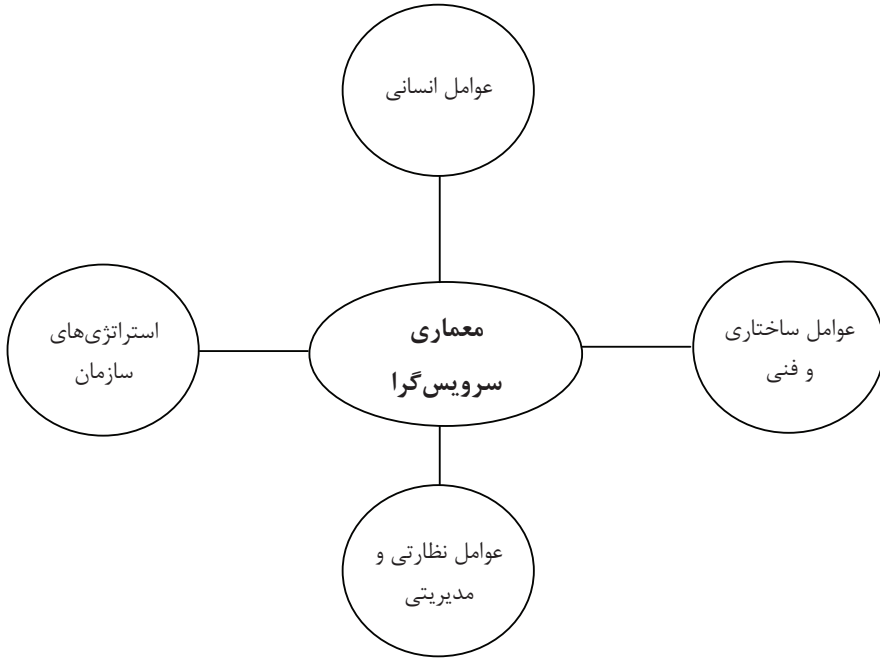 عوامل انسانی
عوامل ساختاری
و فنی
معماری
سرویس‌گرا
استراتژی‌های
سازمان
عوامل نظارتی و
مدیریتی